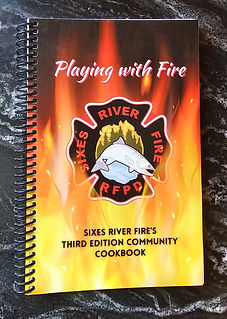 Playing with Fire
SIXES RIVER FIRE
RFPD
SIXES RIVER FIRE'S
THIRD EDITION COMMUNITY
COOKBOOK